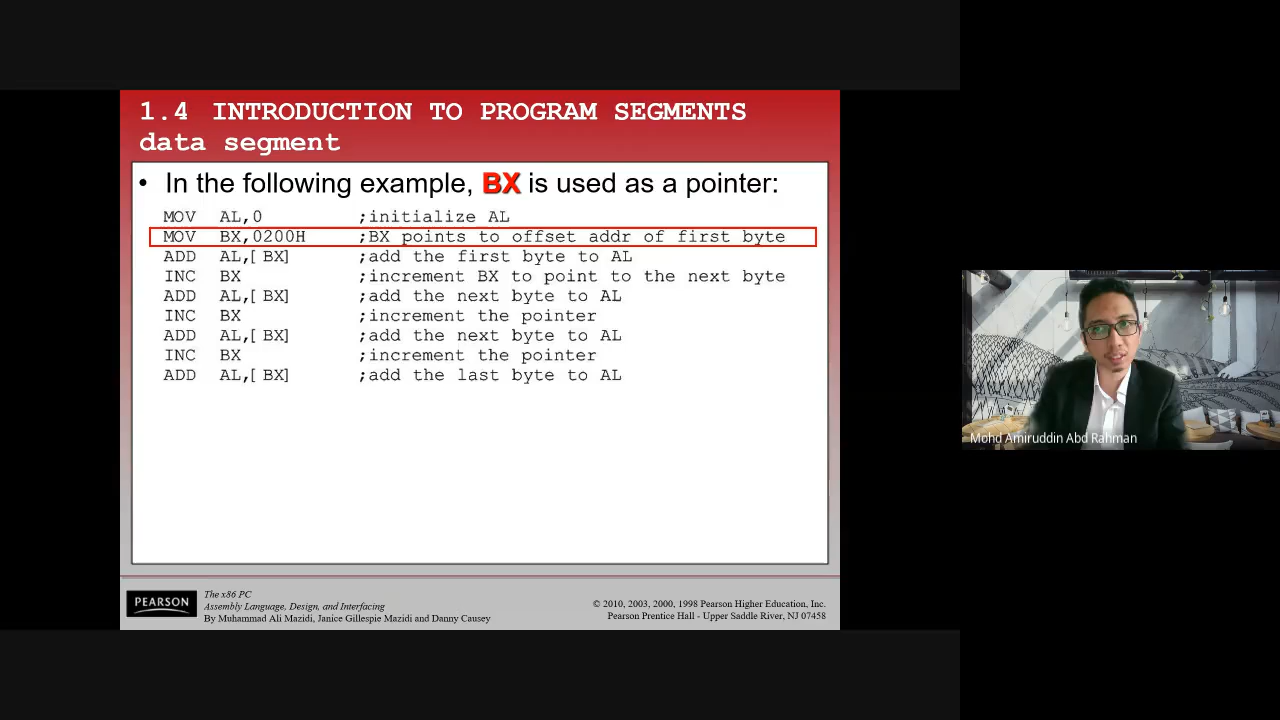 1.4 INTRODUCTION TO PROGRAM SEGMENTS
data segment
• In the following example, BX is used as a pointer:
MOV AL,0 ;initialize AL
MOV BX,0200H ;BX points to offset addr of first byte
ADD AL,[ BX] ;add the first byte to AL
INC BX ;increment BX to point to the next byte
ADD AL,[ BX] ;add the next byte to AL
INC BX ;increment the pointer
ADD AL,[ BX] ;add the next byte to AL
INC BX ;increment the pointer
ADD AL,[ BX] ;add the last byte to AL
PEARSON
The x86 PC
Assembly Language, Design, and Interfacing
By Muhammad Ali Mazidi, Janice Gillespie Mazidi and Danny Causey
© 2010, 2003, 2000, 1998 Pearson Higher Education, Inc.
Pearson Prentice Hall - Upper Saddle River, NJ 07458
Mohd Amiruddin Abd Rahman